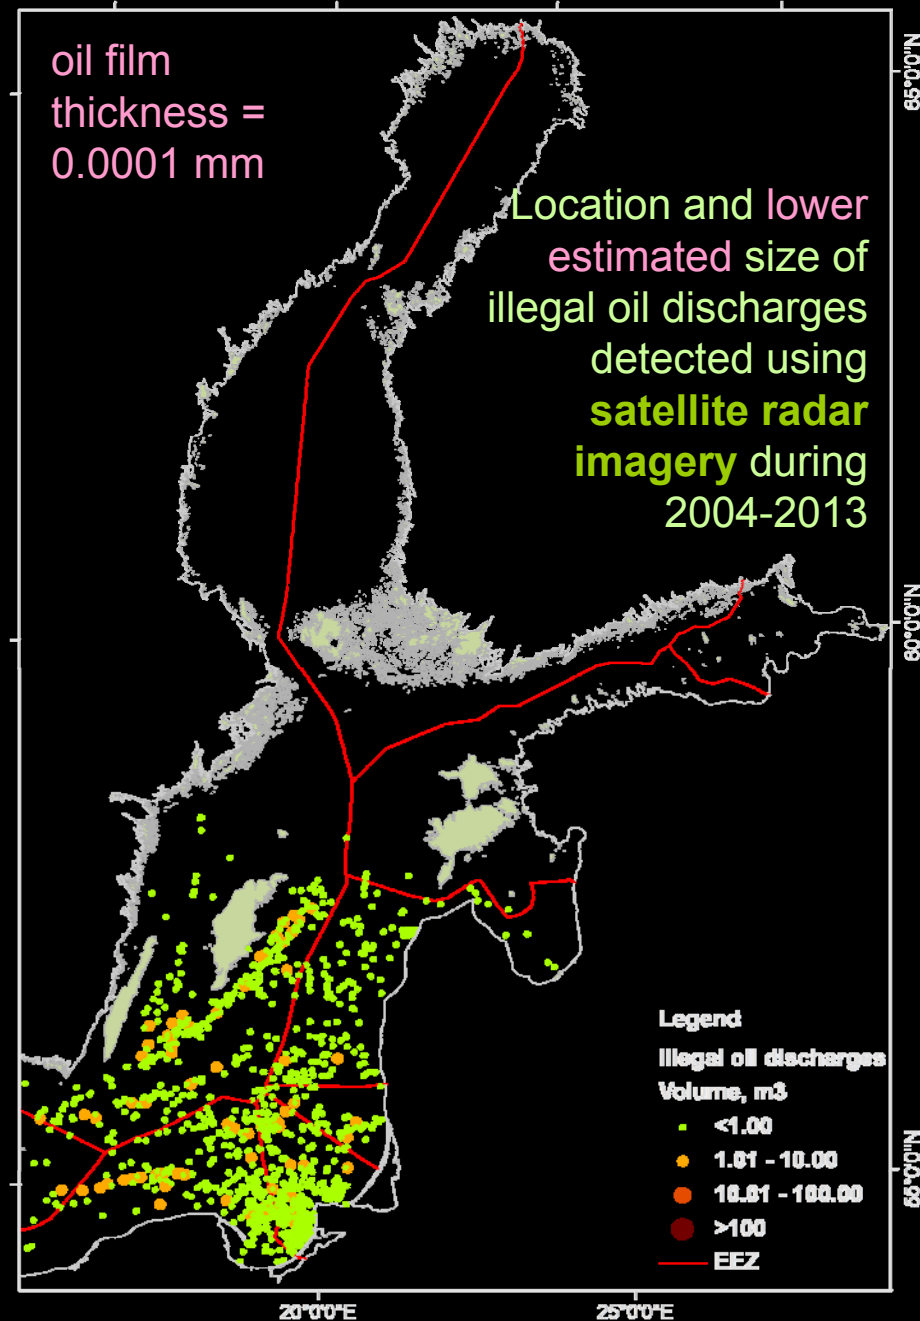 oil film
thickness =
0.0001 mm
Location and lower
estimated size of
illegal oil discharges
detected using
satellite radar
imagery during
2004-2013
65°0'0"N
60°0'0"N
55°0'0"N
Legend
Illegal oil discharges
Volume, m3
<1.00
1.01 - 10.00
10.01 - 100.00
>100
EEZ
20°0'0"E
25°0'0"E